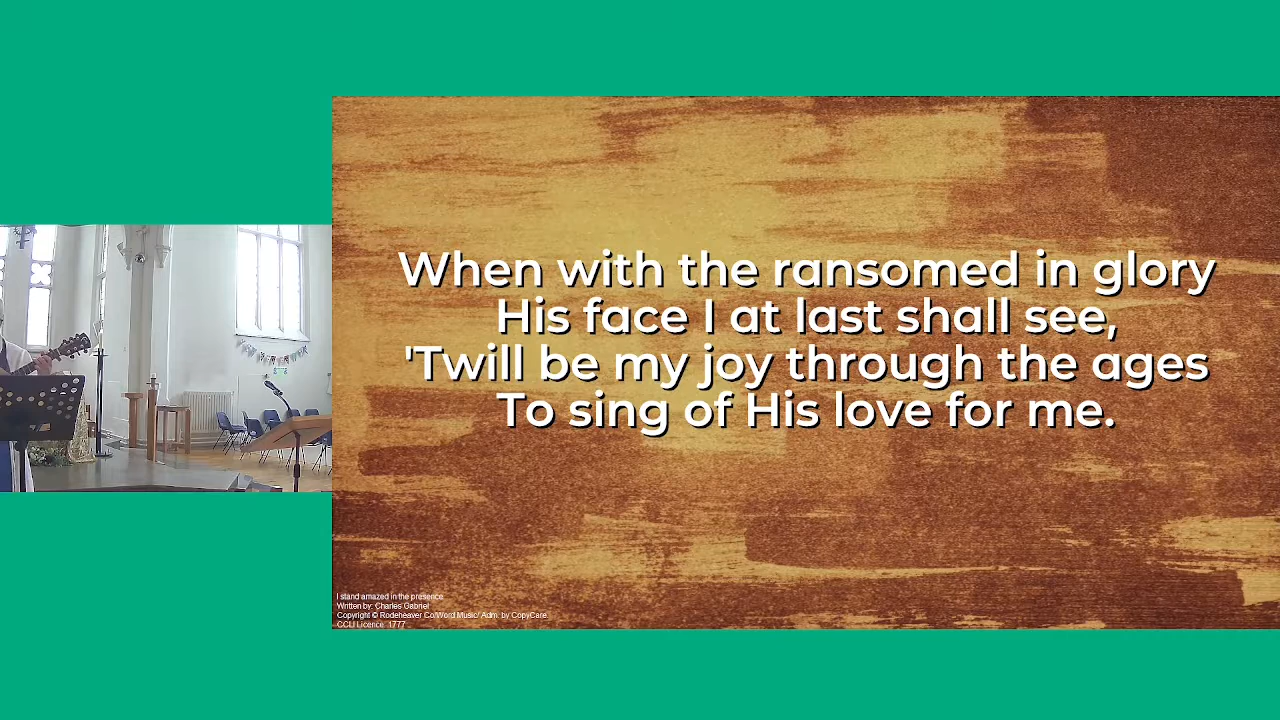 When with the ransomed in glory
His face I at last shall see,
'Twill be my joy through the ages
To sing of His love for me.
I stand amazed in the presence
Written by: Charles Gabriel
Copyright © Rodeheaver Co/Word Music/ Adm. by CopyCare.
CCLI Licence: 1777